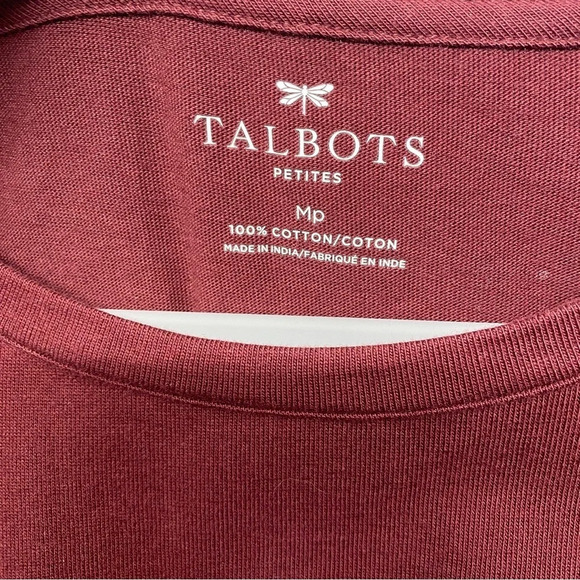 TALBOTS
PETITES
Mp
100% COTTON/COTON
MADE IN INDIA/FABRIQUÉ EN INDE